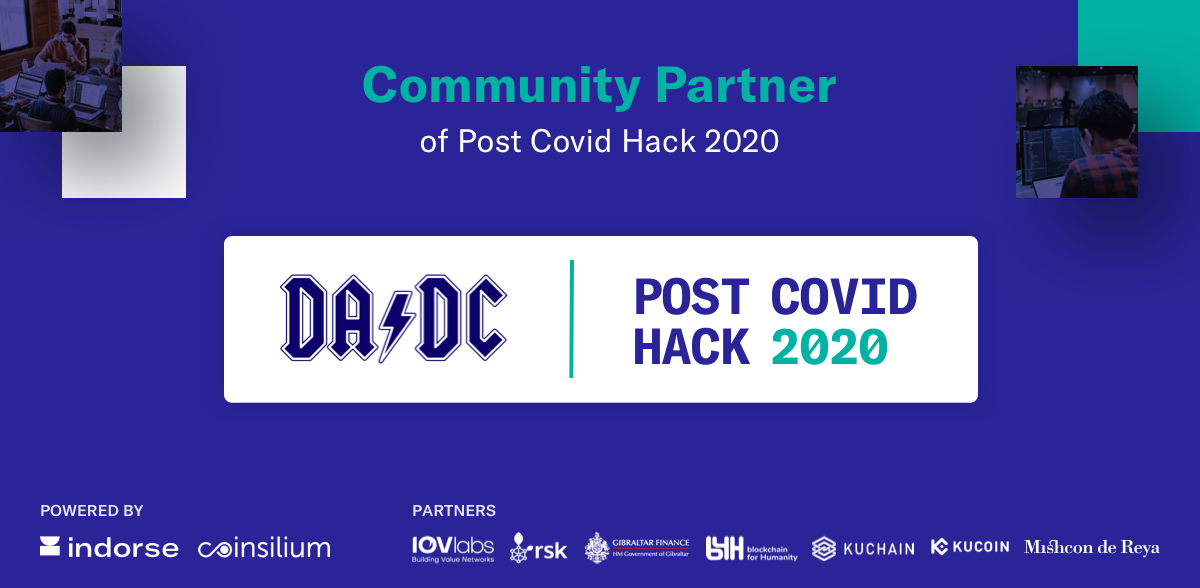 Community Partner
of Post Covid Hack 2020
DA DC
POST COVID
HACK 2020
POWERED BY
indorse
coinsilium
PARTNERS
IOVlabs
Building Value Networks
rsk
GIBRALTAR FINANCE
HM Government of Gibraltar
bH
blockchain
for Humanity
KUCHAIN
KUCOIN
Mishcon de Reya